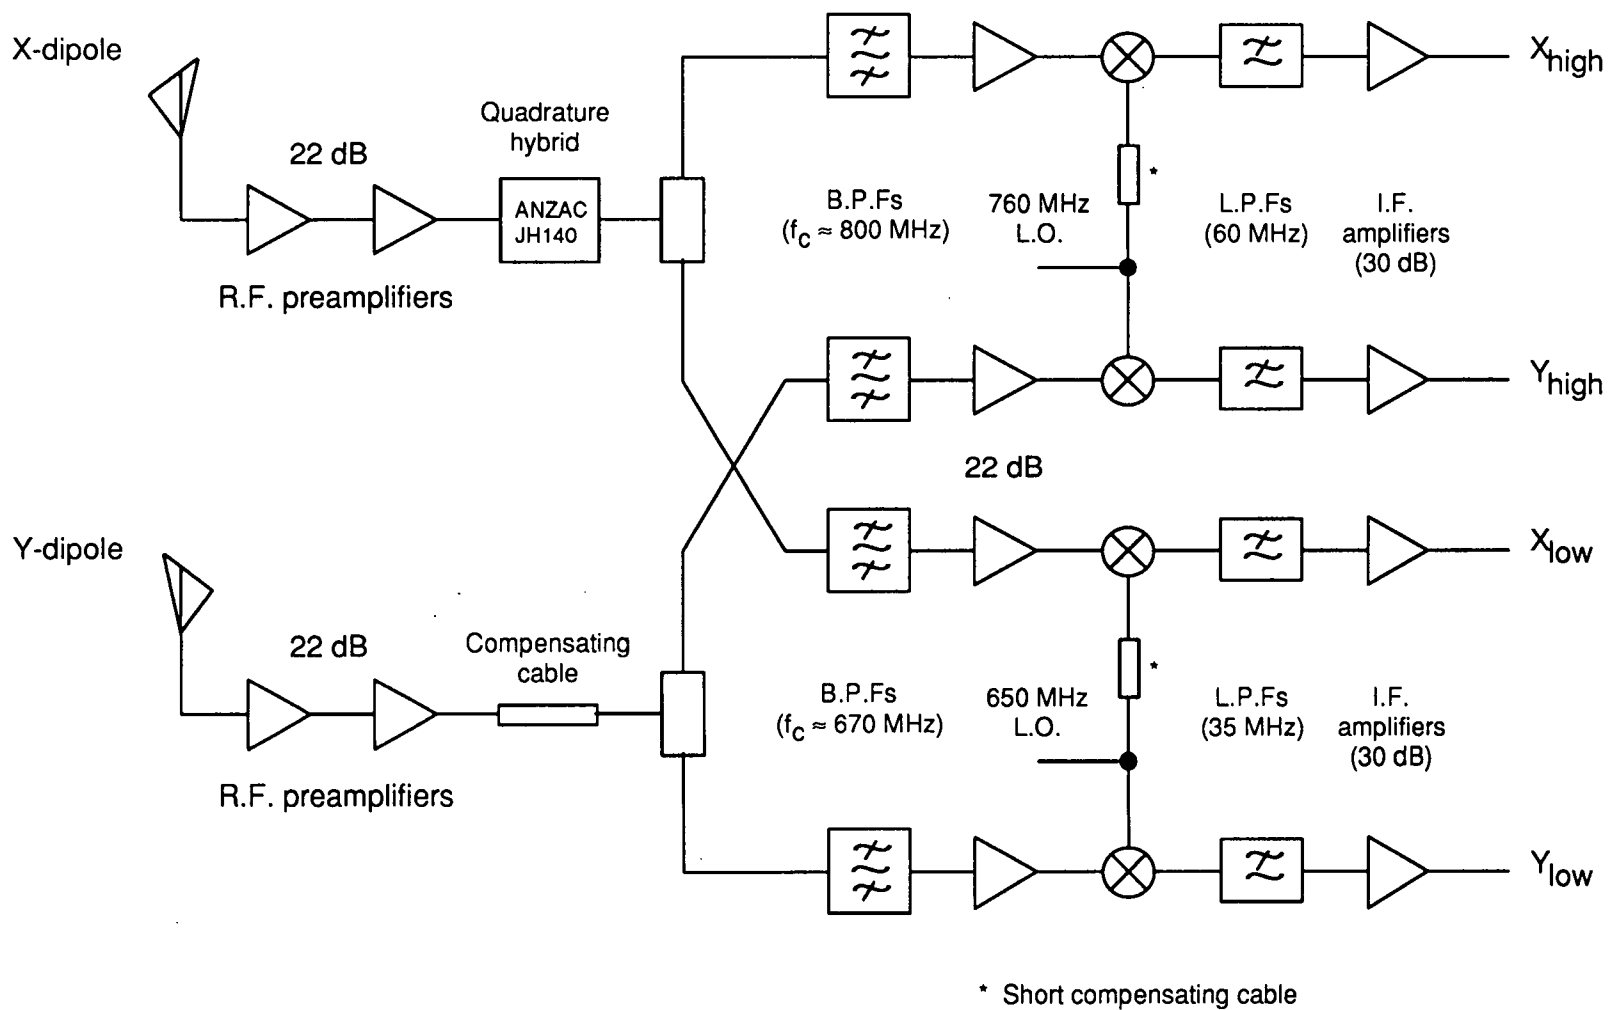 X-dipole
22 dB
Quadrature
hybrid
ANZAC
JH140
R.F. preamplifiers
B.P.Fs
(fc ≈ 800 MHz)
760 MHz
L.O.
*
L.P.Fs
(60 MHz)
I.F.
amplifiers
(30 dB)
Xhigh
Yhigh
22 dB
Y-dipole
22 dB
Compensating
cable
R.F. preamplifiers
B.P.Fs
(fc ≈ 670 MHz)
650 MHz
L.O.
*
L.P.Fs
(35 MHz)
I.F.
amplifiers
(30 dB)
Xlow
Ylow
* Short compensating cable